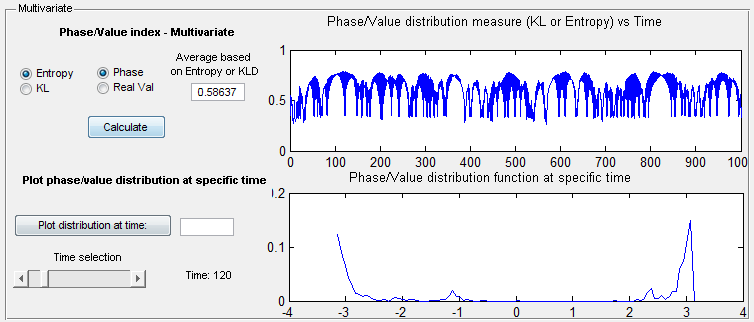 Multivariate
Phase/Value index - Multivariate
Entropy
KL
Phase
Real Val
Average based
on Entropy or KLD
0.58637
Calculate
Phase/Value distribution measure (KL or Entropy) vs Time
1
0.5
0
0 100 200 300 400 500 600 700 800 900 1000
Plot phase/value distribution at specific time
Plot distribution at time:
Time selection
Time: 120
Phase/Value distribution function at specific time
0.2
0.1
0
-4 -3 -2 -1 0 1 2 3 4